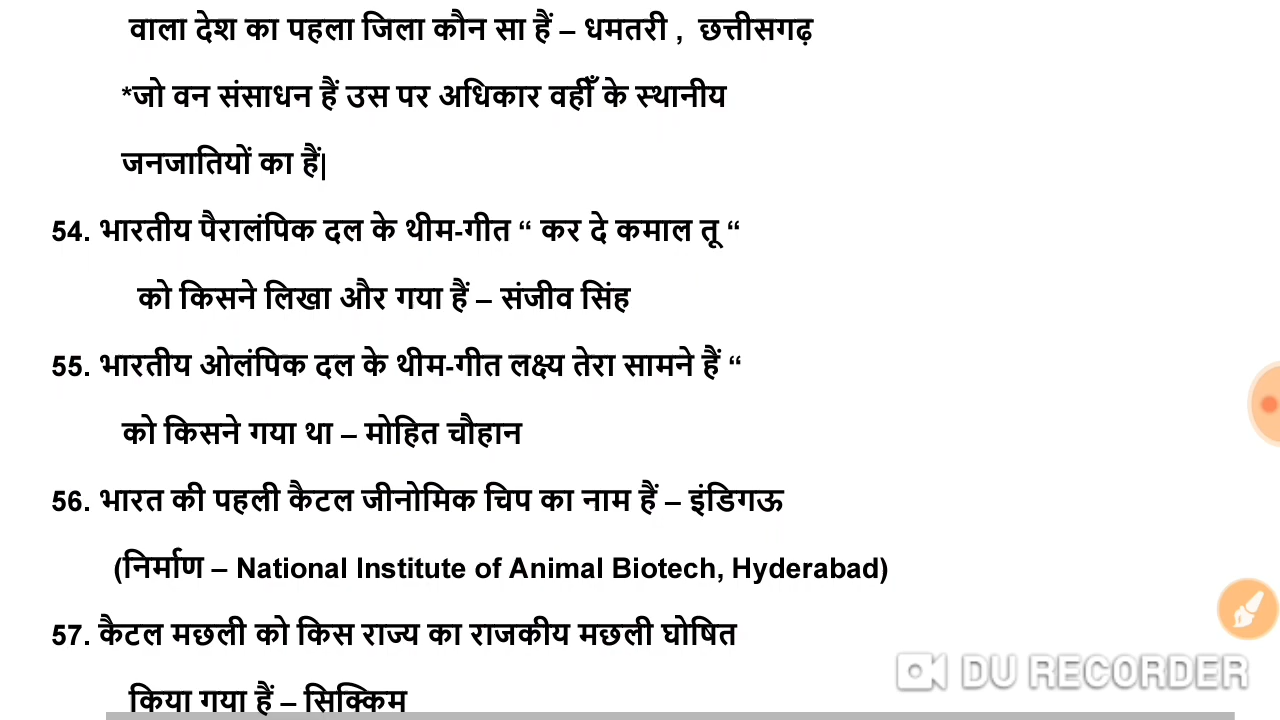 वाला देश का पहला जिला कौन सा हैं – धमतरी , छत्तीसगढ़
*जो वन संसाधन हैं उस पर अधिकार वहीँ के स्थानीय
जनजातियों का हैं|
54. भारतीय पैरालंपिक दल के थीम-गीत “ कर दे कमाल तू “
को किसने लिखा और गया हैं – संजीव सिंह
55. भारतीय ओलंपिक दल के थीम-गीत लक्ष्य तेरा सामने हैं “
को किसने गया था – मोहित चौहान
56. भारत की पहली कैटल जीनोमिक चिप का नाम हैं – इंडिगऊ
(निर्माण – National Institute of Animal Biotech, Hyderabad)
57. कैटल मछली को किस राज्य का राजकीय मछली घोषित
किया गया हैं – सिक्किम
DU RECORDER